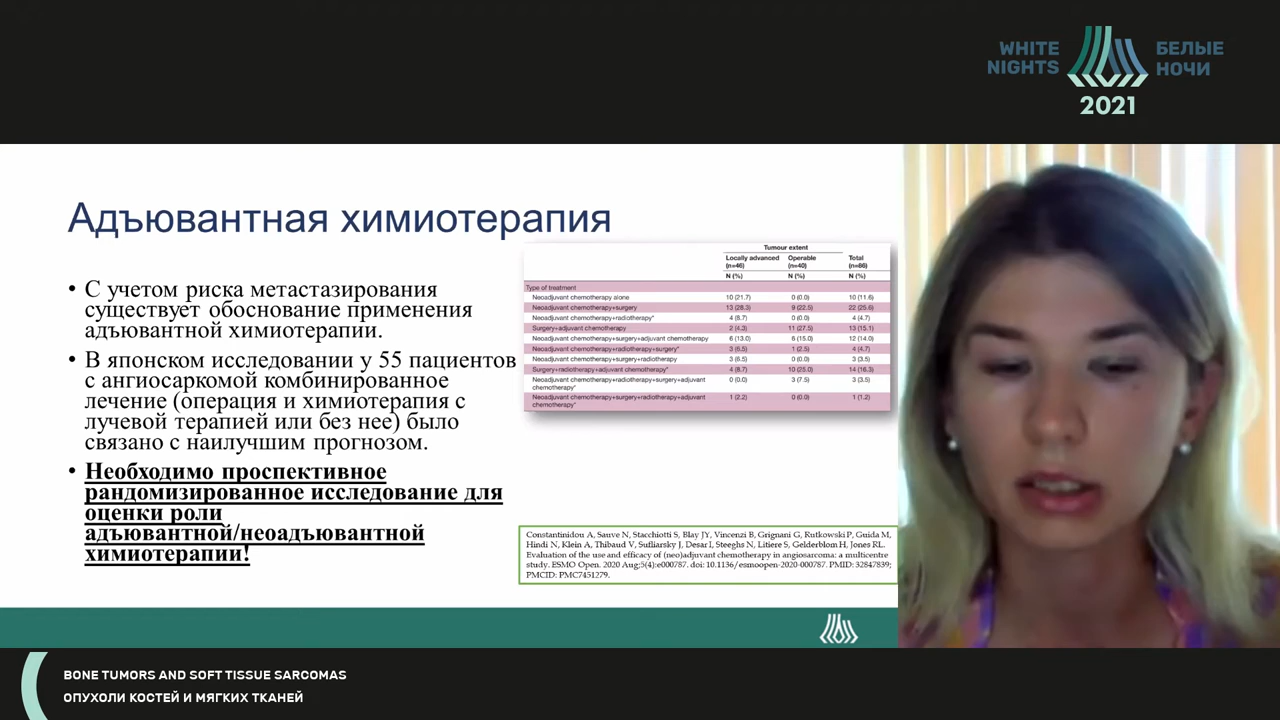 WHITE NIGHTS
БЕЛЫЕ НОЧИ
2021
Адъювантная химиотерапия
• С учетом риска метастазирования
существует обоснование применения
адъювантной химиотерапии.
• В японском исследовании у 55 пациентов
с ангиосаркомой комбинированное
лечение (операция и химиотерапия с
лучевой терапией или без нее) было
связано с наилучшим прогнозом.
• Необходимо проспективное
рандомизированное исследование для
оценки роли
адъювантной/неоадъювантной
химиотерапии!
Tumour extent
Locally advanced (n=46) Operable (n=40) Total (n=86)
N (%) N (%) N (%)
Type of treatment
Neoadjuvant chemotherapy alone 10 (21.7) 0 (0.0) 10 (11.6)
Neoadjuvant chemotherapy+surgery 13 (28.3) 9 (22.5) 22 (25.6)
Neoadjuvant chemotherapy+radiotherapy* 4 (8.7) 0 (0.0) 4 (4.7)
Surgery+adjuvant chemotherapy 2 (4.3) 11 (27.5) 13 (15.1)
Neoadjuvant chemotherapy+surgery+adjuvant chemotherapy 6 (13.0) 6 (15.0) 12 (14.0)
Neoadjuvant chemotherapy+radiotherapy+surgery* 3 (6.5) 1 (2.5) 4 (4.7)
Neoadjuvant chemotherapy+surgery+radiotherapy 3 (6.5) 0 (0.0) 3 (3.5)
Surgery+radiotherapy+adjuvant chemotherapy* 4 (8.7) 10 (25.0) 14 (16.3)
Neoadjuvant chemotherapy+radiotherapy+surgery+adjuvant 0 (0.0) 3 (7.5) 3 (3.5)
chemotherapy*
Neoadjuvant chemotherapy+surgery+radiotherapy+adjuvant 1 (2.2) 0 (0.0) 1 (1.2)
chemotherapy*
Constantinidou A, Sauve N, Stacchiotti S, Blay JY, Vincenzi B, Grignani G, Rutkowski P, Guida M,
Hindi N, Klein A, Thibaud V, Sufliarsky J, Desar I, Steeghs N, Litiere S, Gelderblom H, Jones RL.
Evaluation of the use and efficacy of (neo)adjuvant chemotherapy in angiosarcoma: a multicentre
study. ESMO Open. 2020 Aug;5(4):e000787. doi: 10.1136/esmoopen-2020-000787. PMID: 32847839;
PMCID: PMC7451279.
BONE TUMORS AND SOFT TISSUE SARCOMAS
ОПУХОЛИ КОСТЕЙ И МЯГКИХ ТКАНЕЙ